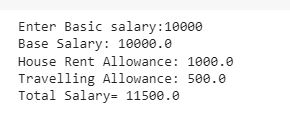 Enter Basic salary:10000
Base Salary: 10000.0
House Rent Allowance: 1000.0
Travelling Allowance: 500.0
Total Salary= 11500.0